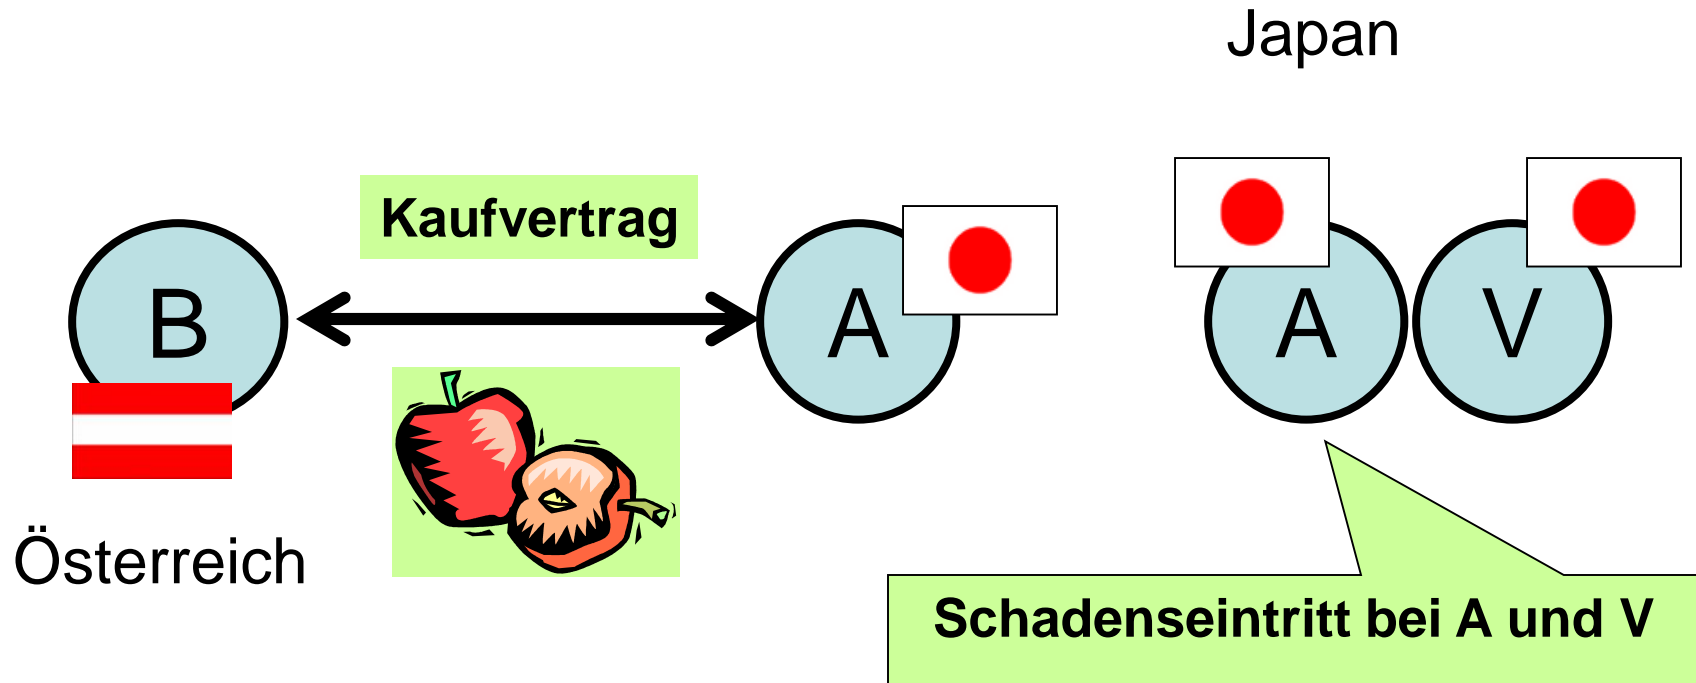 Japan
Kaufvertrag
B
A
A
V
Österreich
Schadenseintritt bei A und V